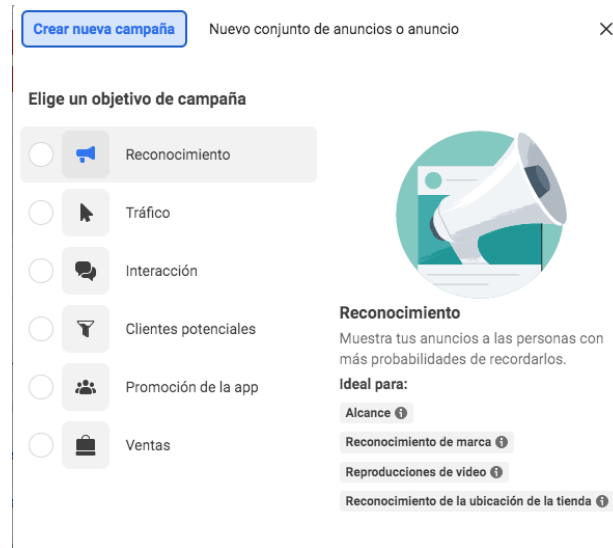 Crear nueva campaña
Nuevo conjunto de anuncios o anuncio
Elige un objetivo de campaña
Reconocimiento
Tráfico
Interacción
Clientes potenciales
Promoción de la app
Ventas
Reconocimiento
Muestra tus anuncios a las personas con
más probabilidades de recordarlos.
Ideal para:
Alcance
Reconocimiento de marca
Reproducciones de video
Reconocimiento de la ubicación de la tienda